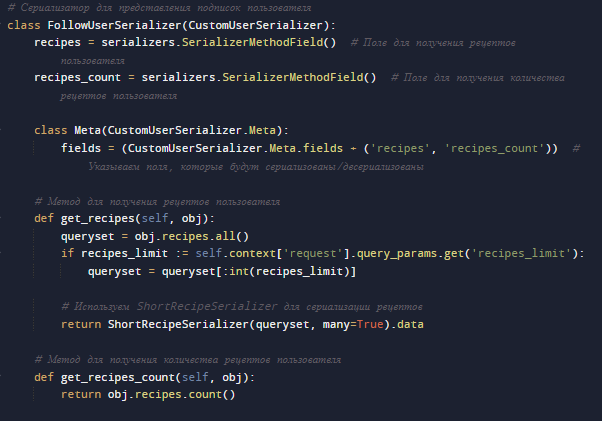 # Сериализатор для представления подписок пользователя
class FollowUserSerializer(CustomUserSerializer):
    recipes = serializers.SerializerMethodField()  # Поле для получения рецептов
        пользователя
    recipes_count = serializers.SerializerMethodField()  # Поле для получения количества
        рецептов пользователя

    class Meta(CustomUserSerializer.Meta):
        fields = (CustomUserSerializer.Meta.fields + ('recipes', 'recipes_count'))  #
            Указываем поля, которые будут сериализованы/десериализованы

    # Метод для получения рецептов пользователя
    def get_recipes(self, obj):
        queryset = obj.recipes.all()
        if recipes_limit := self.context['request'].query_params.get('recipes_limit'):
            queryset = queryset[:int(recipes_limit)]

        # Используем ShortRecipeSerializer для сериализации рецептов
        return ShortRecipeSerializer(queryset, many=True).data

    # Метод для получения количества рецептов пользователя
    def get_recipes_count(self, obj):
        return obj.recipes.count()